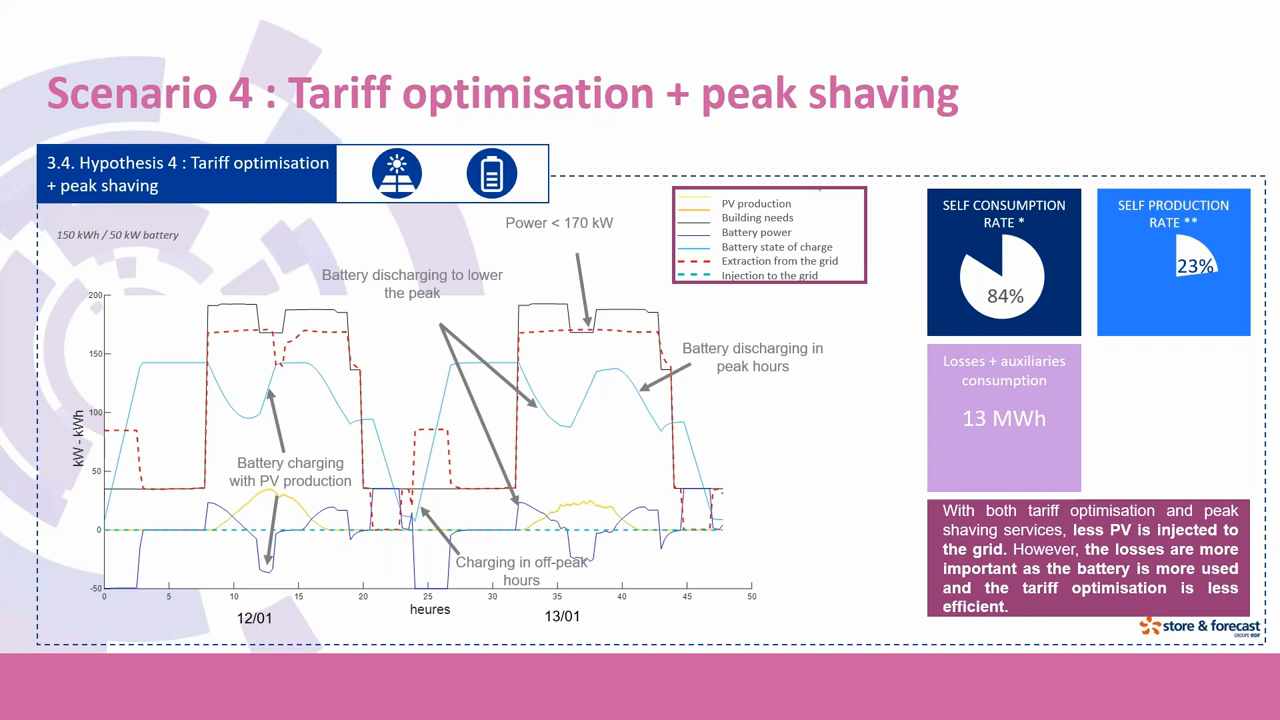 Scenario 4 : Tariff optimisation + peak shaving
3.4. Hypothesis 4 : Tariff optimisation
+ peak shaving
150 kWh / 50 kW battery
Power < 170 kW
Battery discharging to lower
the peak
PV production
Building needs
Battery power
Battery state of charge
Extraction from the grid
Injection to the grid
Battery discharging in
peak hours
Battery charging
with PV production
Charging in off-peak
hours
kW - kWh
200
150
100
50
0
-50
0
5
10
15
20
25
30
35
40
45
50
heures
12/01
13/01
SELF CONSUMPTION
RATE *
84%
SELF PRODUCTION
RATE **
23%
Losses + auxiliaries
consumption
13 MWh
With both tariff optimisation and peak
shaving services, less PV is injected to
the grid. However, the losses are more
important as the battery is more used
and the tariff optimisation is less
efficient.
store & forecast
GROUPE EDF